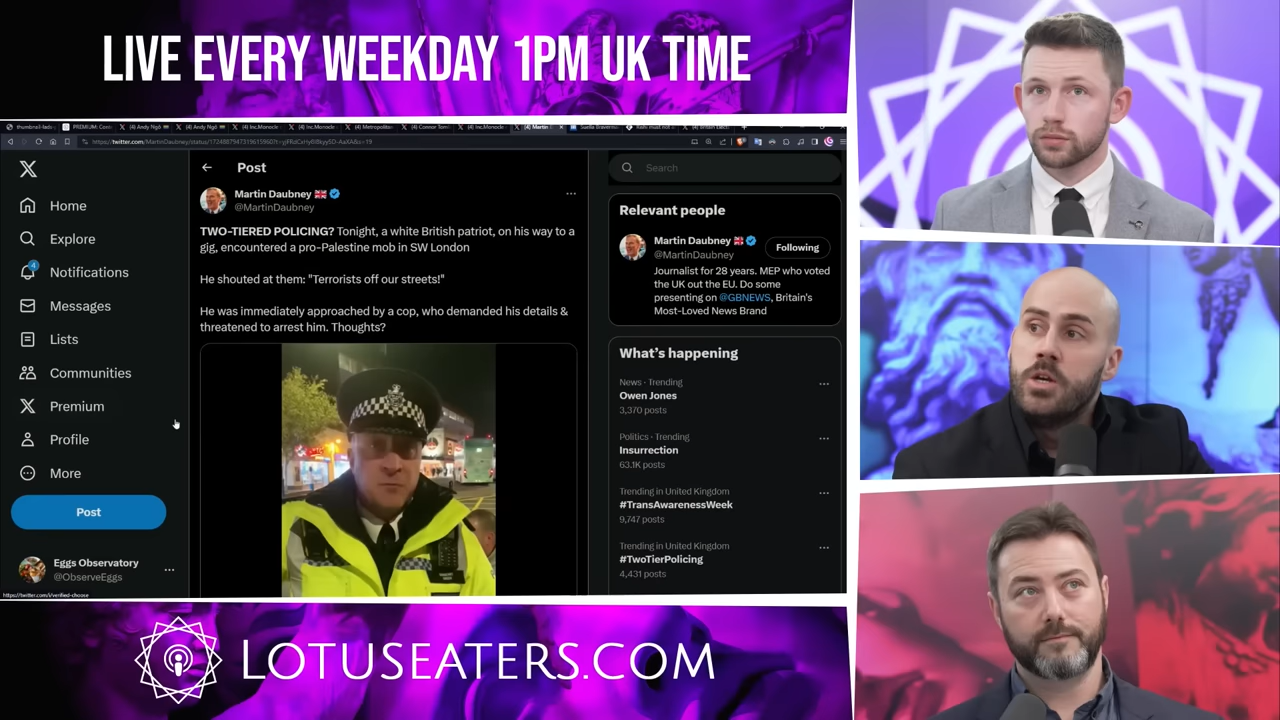 LIVE EVERY WEEKDAY 1PM UK TIME
Post
Search
Home
Explore
4
Notifications
Messages
Lists
Communities
Premium
Profile
More
Post
Eggs Observatory
@ObserveEggs
Martin Daubney
@MartinDaubney
TWO-TIERED POLICING? Tonight, a white British patriot, on his way to a
gig, encountered a pro-Palestine mob in SW London
He shouted at them: "Terrorists off our streets!"
He was immediately approached by a cop, who demanded his details &
threatened to arrest him. Thoughts?
Relevant people
Martin Daubney
Following
@MartinDaubney
Journalist for 28 years. MEP who voted
the UK out the EU. Do some
presenting on @GBNEWS, Britain's
Most-Loved News Brand
What's happening
News · Trending
Owen Jones
3,370 posts
Politics · Trending
Insurrection
63.1K posts
Trending in United Kingdom
#TransAwarenessWeek
9,747 posts
Trending in United Kingdom
#TwoTierPolicing
4,431 posts
https://twitter.com/i/verified-choose
LOTUSEATERS.COM